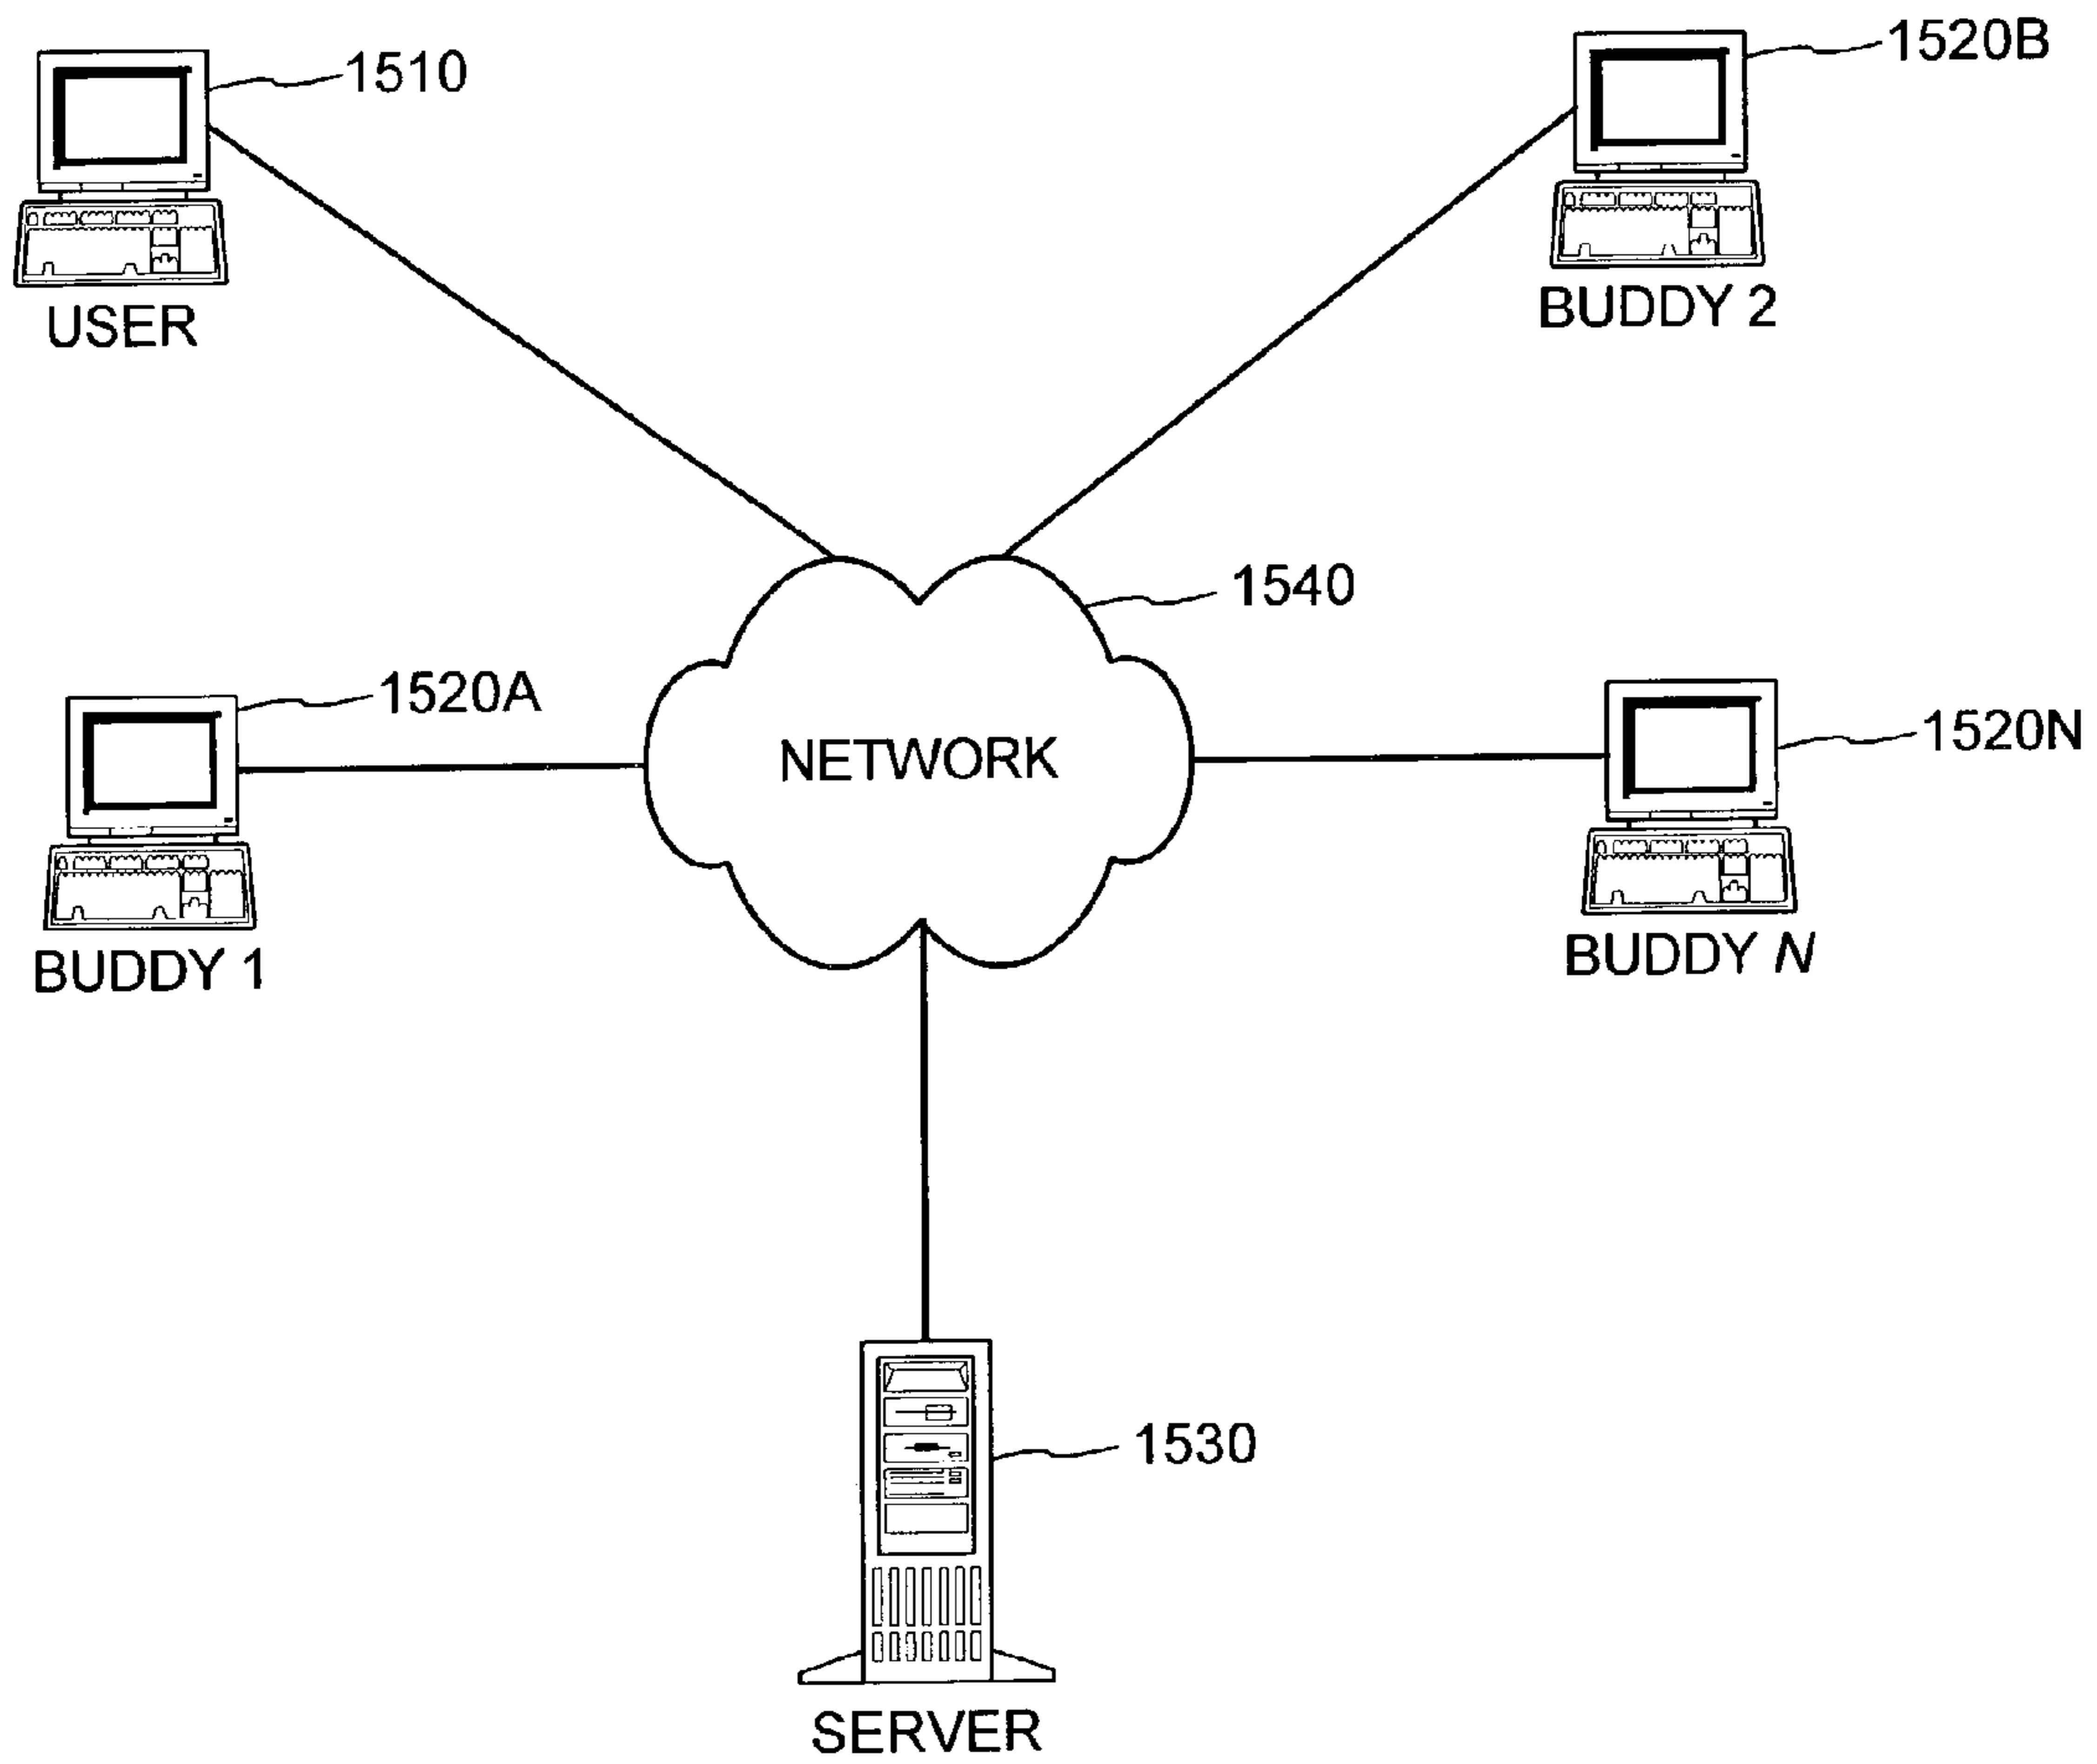 1510
1520B
USER
BUDDY 2
1540
1520A
NETWORK
1520N
BUDDY 1
BUDDY N
1530
SERVER